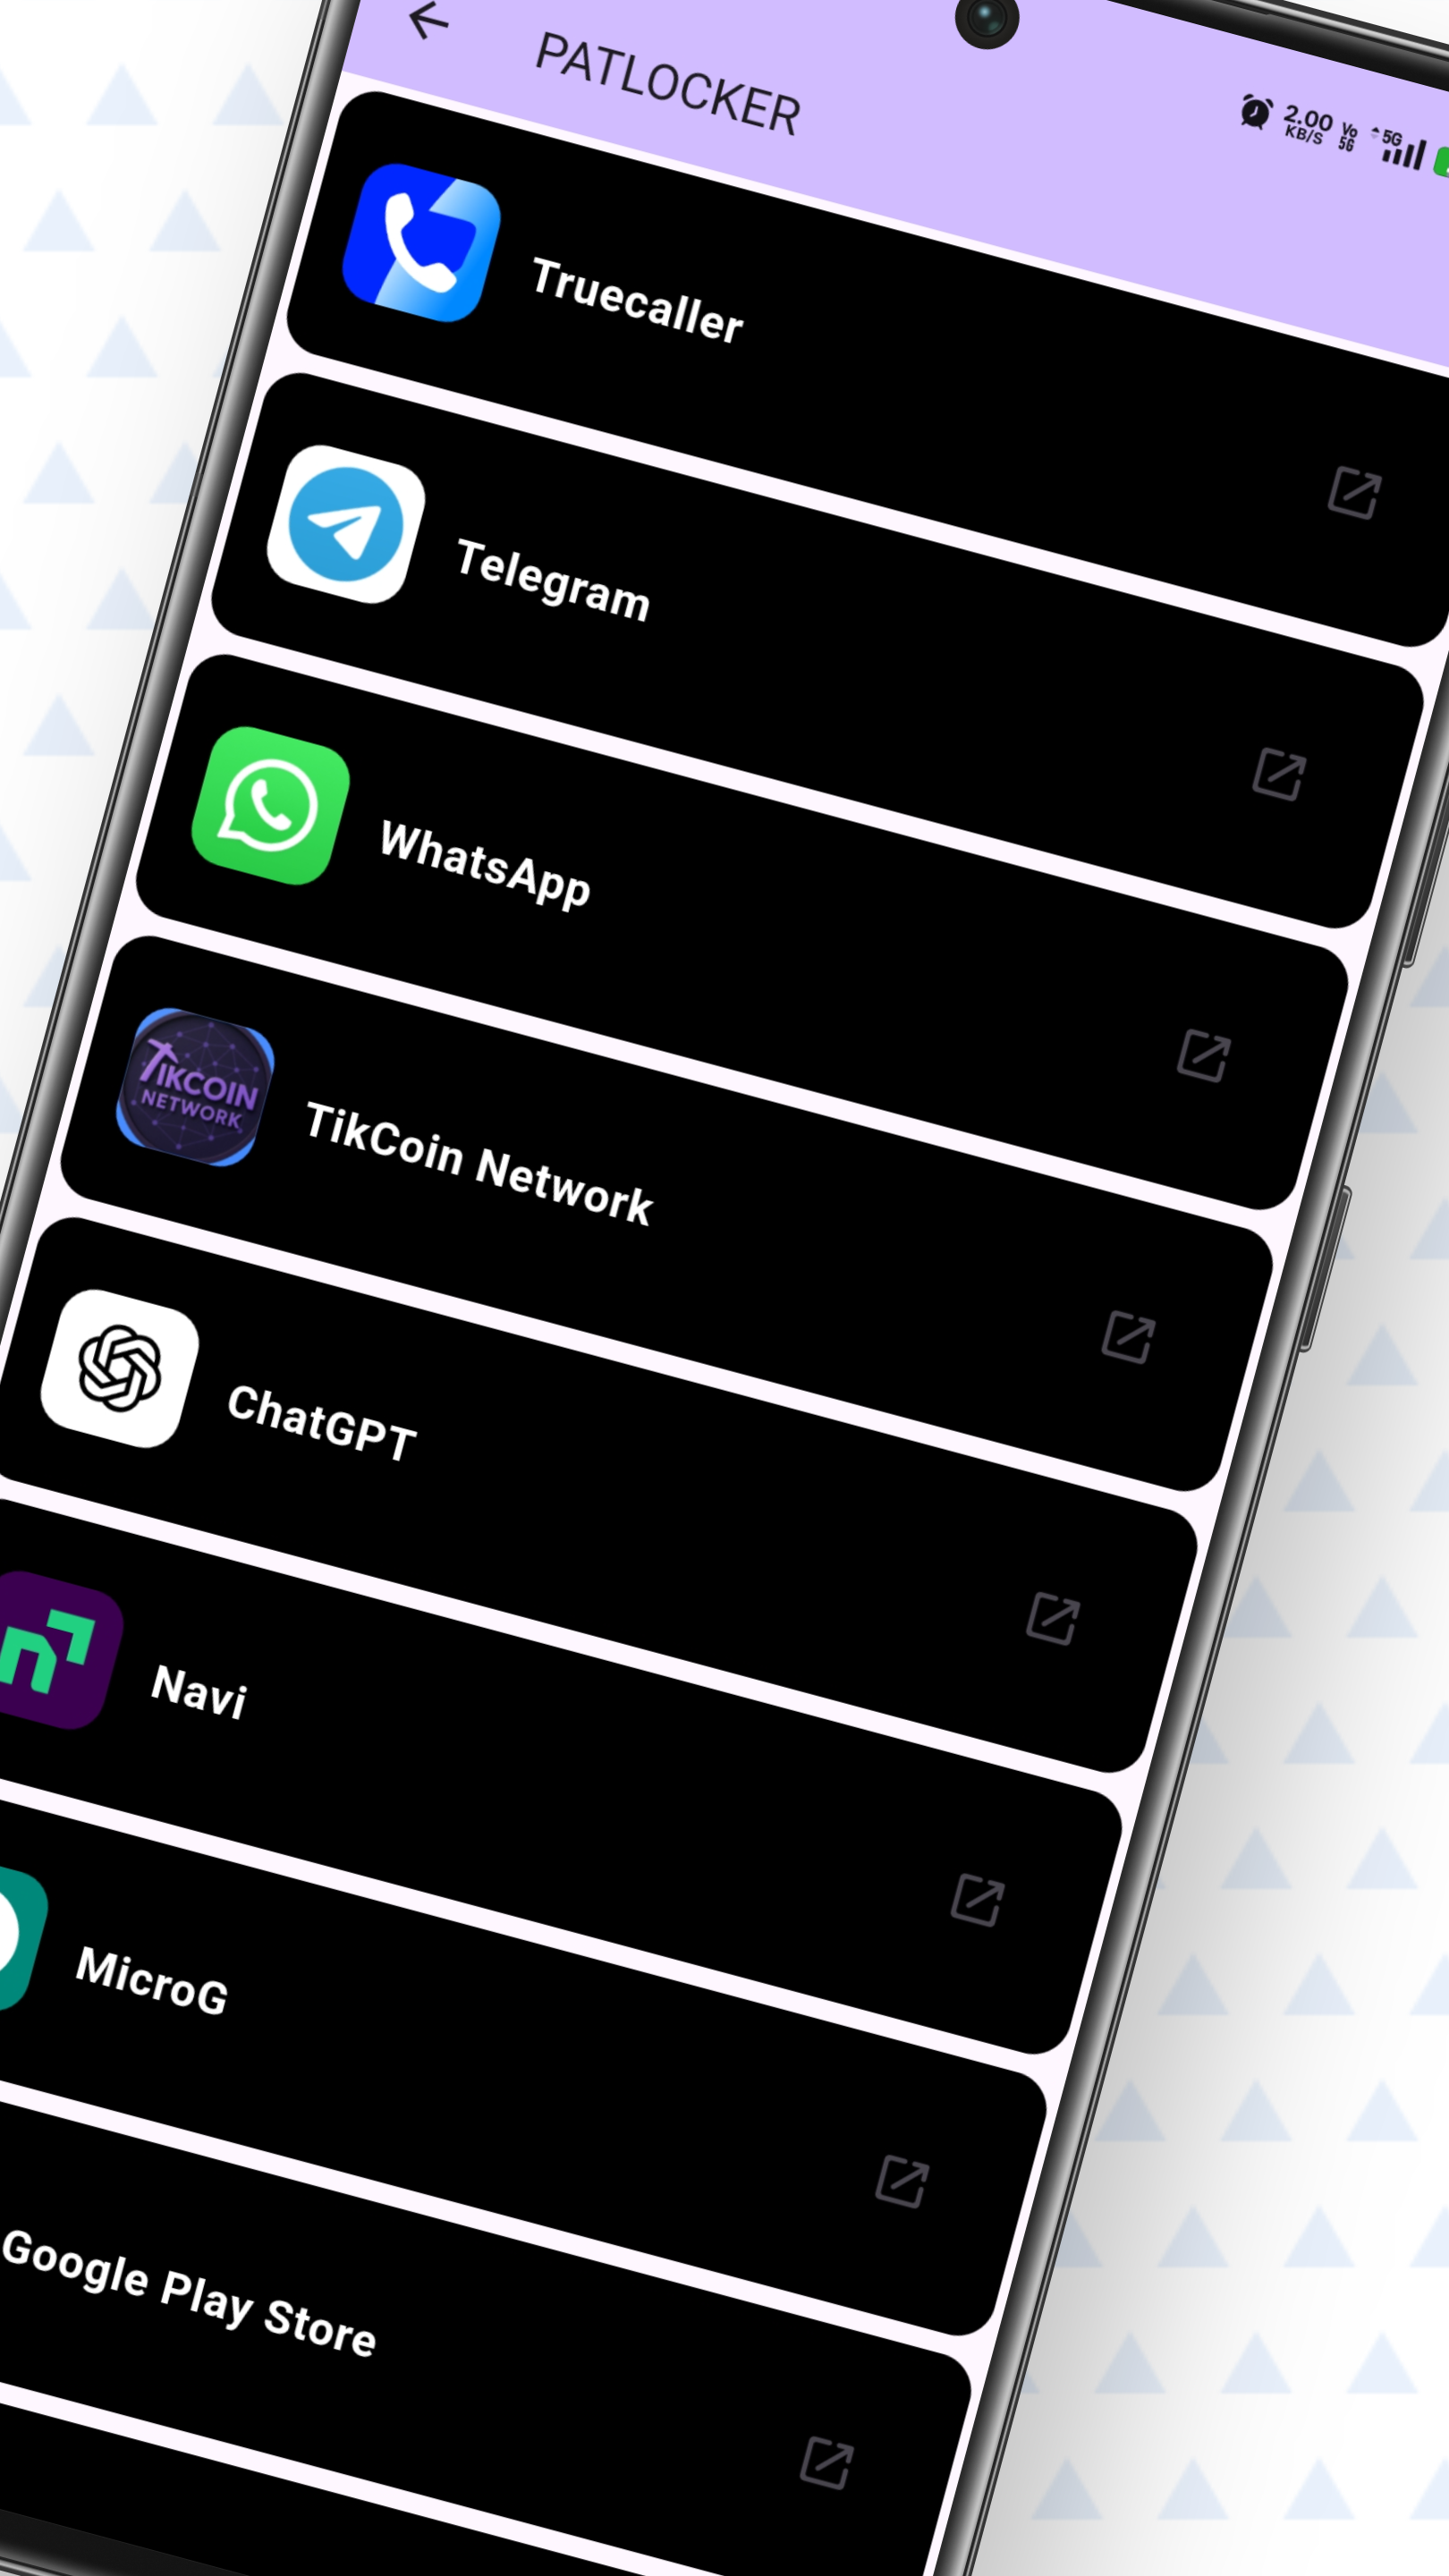 PATLOCKER
2.00
KB/S
Vo
5G
5G
Truecaller
Telegram
WhatsApp
TIKCOIN
NETWORK
TikCoin Network
ChatGPT
Navi
MicroG
Google Play Store